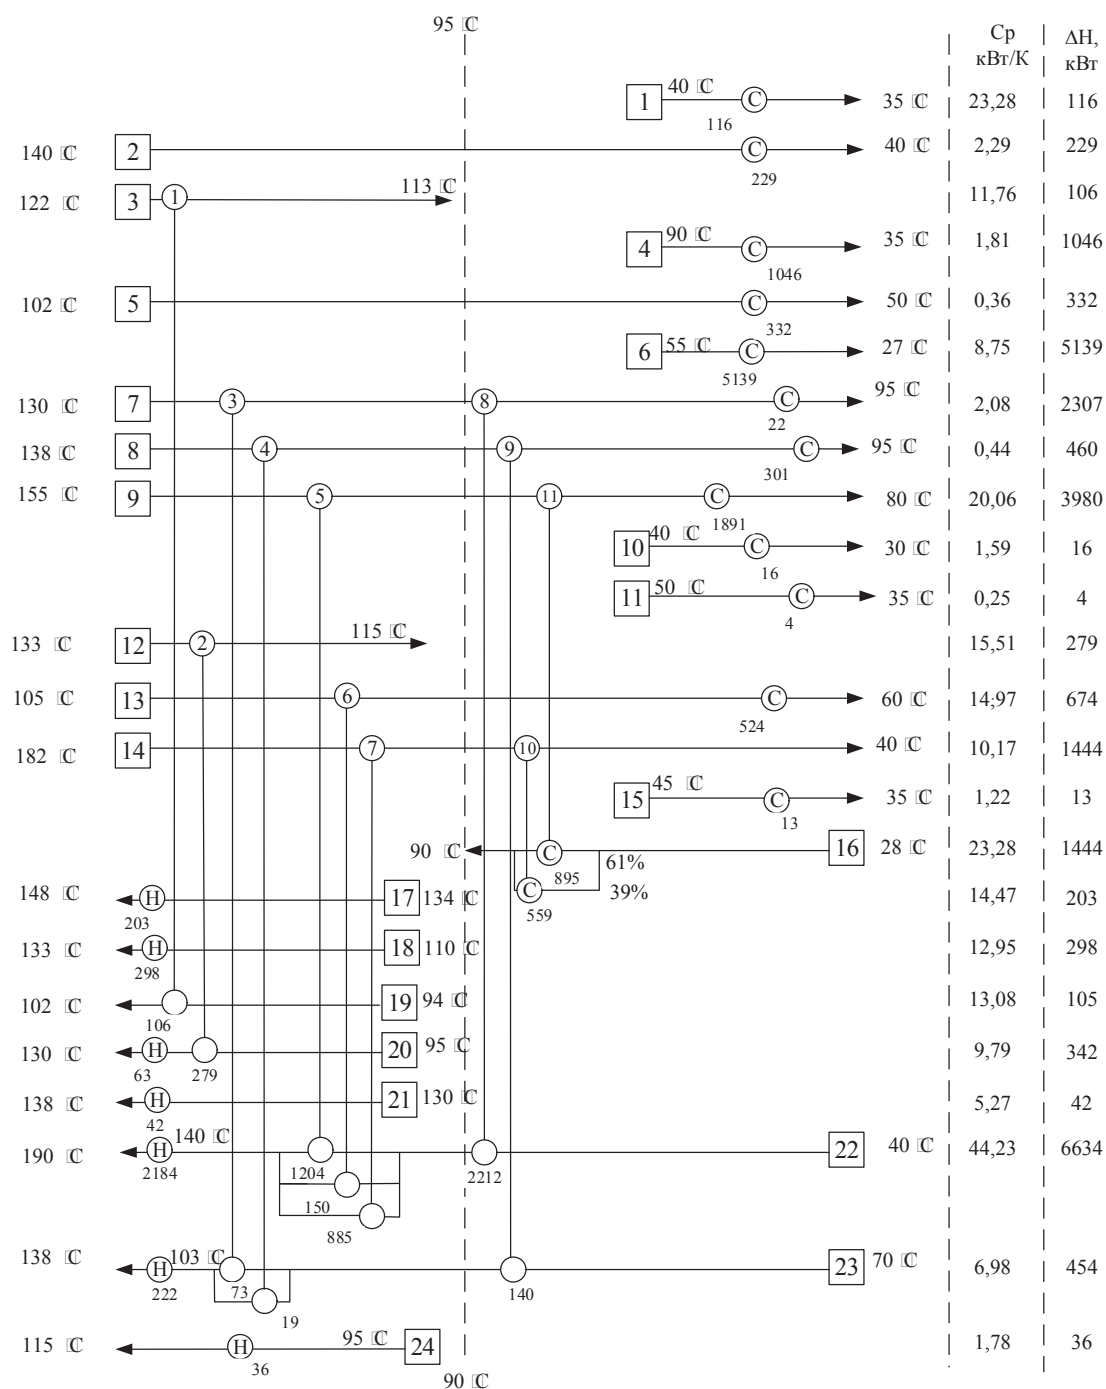 95 °C
Cp
кВт/К
ΔH,
кВт
1 40 °C C 116 35 °C 23,28 116
140 °C 2 C 229 40 °C 2,29 229
122 °C 3 1 113 °C 11,76 106
4 90 °C C 1046 35 °C 1,81 1046
102 °C 5 C 332 50 °C 0,36 332
6 55 °C C 5139 27 °C 8,75 5139
130 °C 7 3 8 C 22 95 °C 2,08 2307
138 °C 8 4 9 C 301 95 °C 0,44 460
155 °C 9 5 11 C 1891 80 °C 20,06 3980
10 40 °C C 16 30 °C 1,59 16
11 50 °C C 4 35 °C 0,25 4
133 °C 12 2 115 °C 15,51 279
105 °C 13 6 C 524 60 °C 14,97 674
182 °C 14 7 10 40 °C 10,17 1444
15 45 °C C 13 35 °C 1,22 13
90 °C C 895 61% 16 28 °C 23,28 1444
C 559 39%
148 °C H 203 17 134 °C 14,47 203
133 °C H 298 18 110 °C 12,95 298
102 °C 106 19 94 °C 13,08 105
130 °C H 63 279 20 95 °C 9,79 342
138 °C H 42 21 130 °C 5,27 42
190 °C H 2184 140 °C 1204 2212 22 40 °C 44,23 6634
150
885
138 °C H 222 103 °C 73 140 23 70 °C 6,98 454
19
115 °C H 36 95 °C 24 1,78 36
90 °C